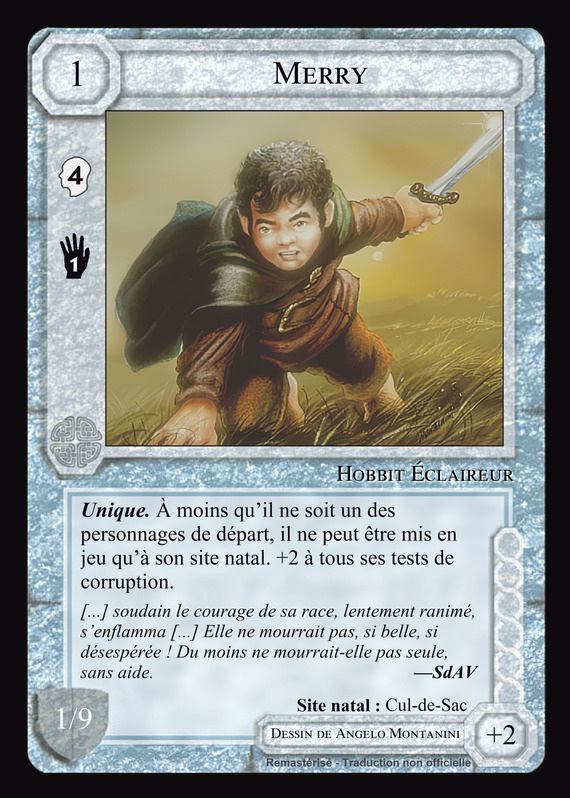 1
Merry
4
1
Hobbit Éclaireur
Unique. À moins qu'il ne soit un des
personnages de départ, il ne peut être mis en
jeu qu'à son site natal. +2 à tous ses tests de
corruption.
[...] soudain le courage de sa race, lentement ranimé,
s'enflamma [...] Elle ne mourrait pas, si belle, si
désespérée ! Du moins ne mourrait-elle pas seule,
sans aide. —SdAV
Site natal : Cul-de-Sac
1/9
Dessin de Angelo Montanini
+2
Remastérisé - Traduction non officielle